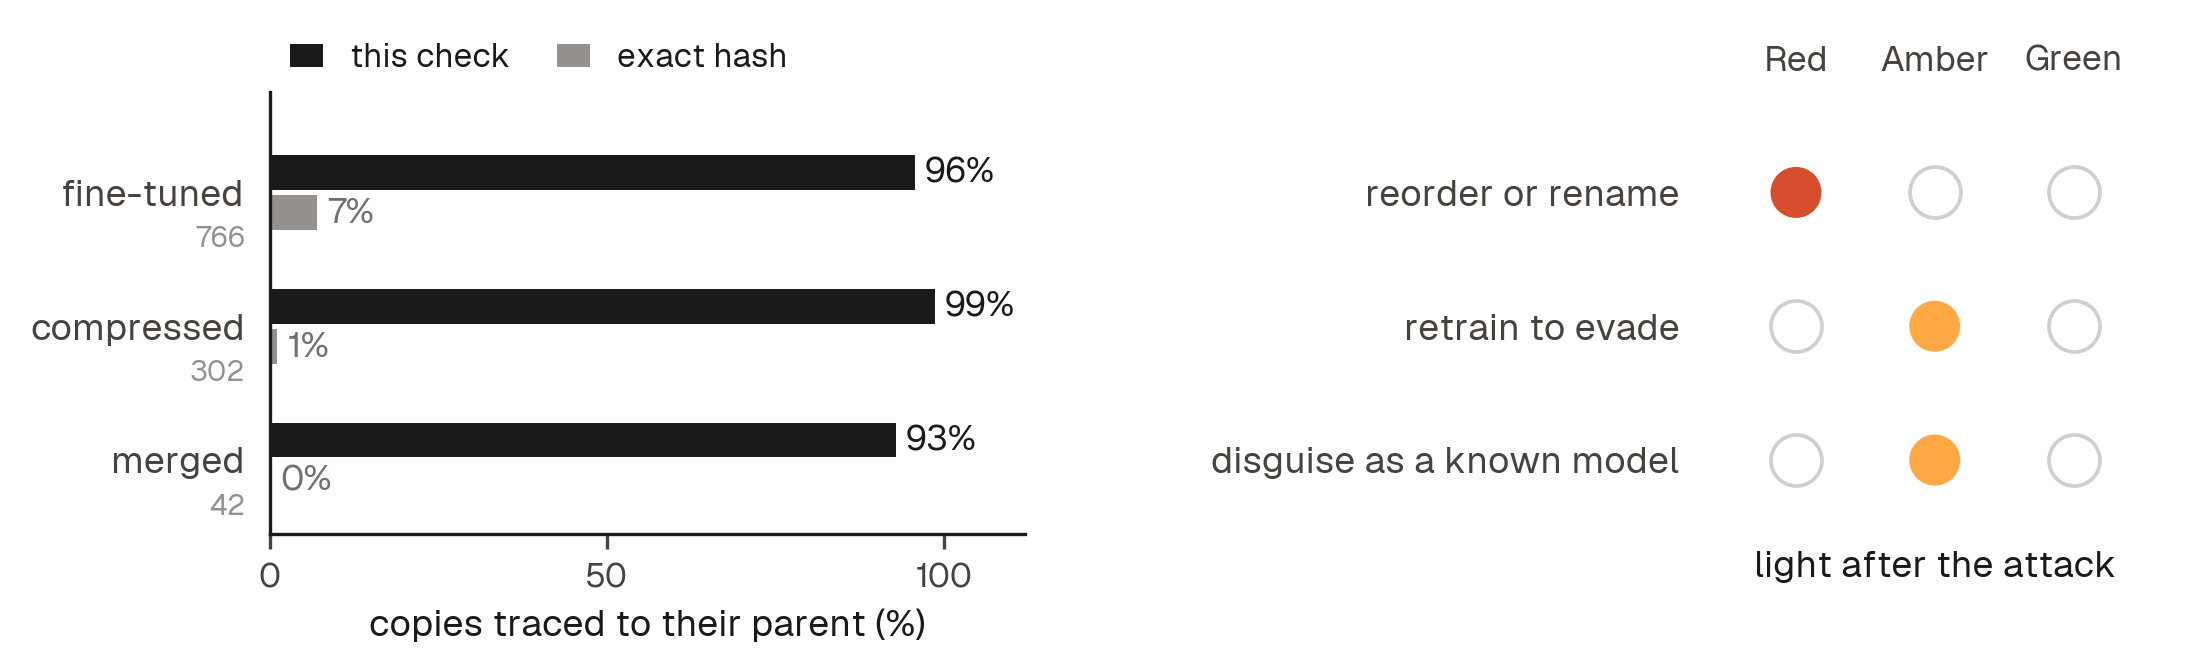 this check exact hash
fine-tuned
766
96%
7%
compressed
302
99%
1%
merged
42
93%
0%
0 50 100
copies traced to their parent (%)
Red Amber Green
reorder or rename
retrain to evade
disguise as a known model
light after the attack